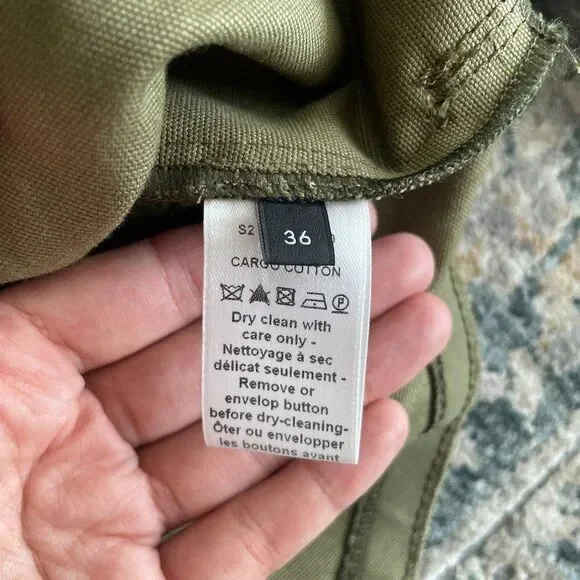 S2
36
CARGO COTTON
Dry clean with
care only -
Nettoyage à sec
délicat seulement -
Remove or
envelop button
before dry-cleaning-
Ôter ou envelopper
les boutons avant